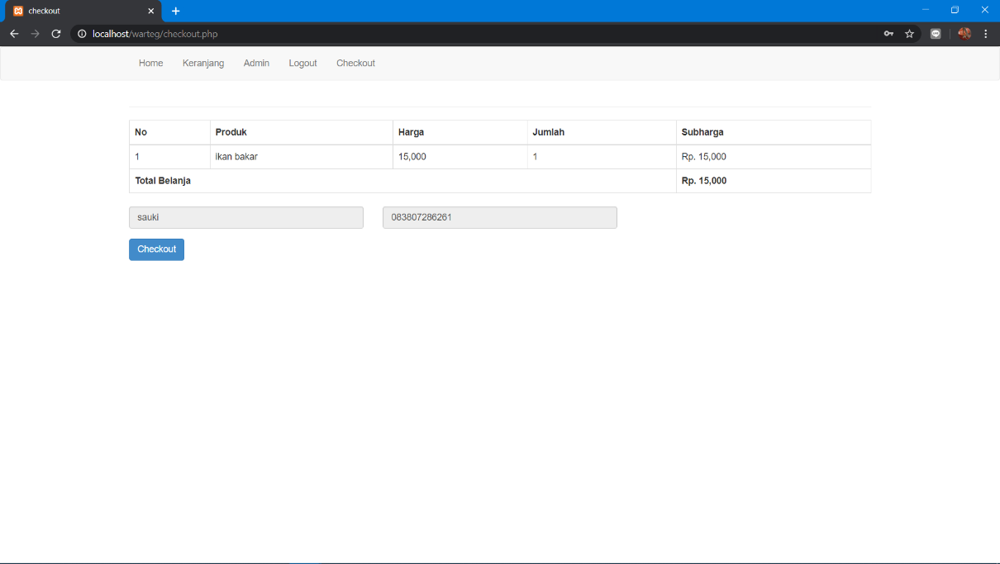 checkout
localhost/warteg/checkout.php
Home Keranjang Admin Logout Checkout
No Produk Harga Jumlah Subharga
1 ikan bakar 15,000 1 Rp. 15,000
Total Belanja Rp. 15,000
sauki 083807286261
Checkout